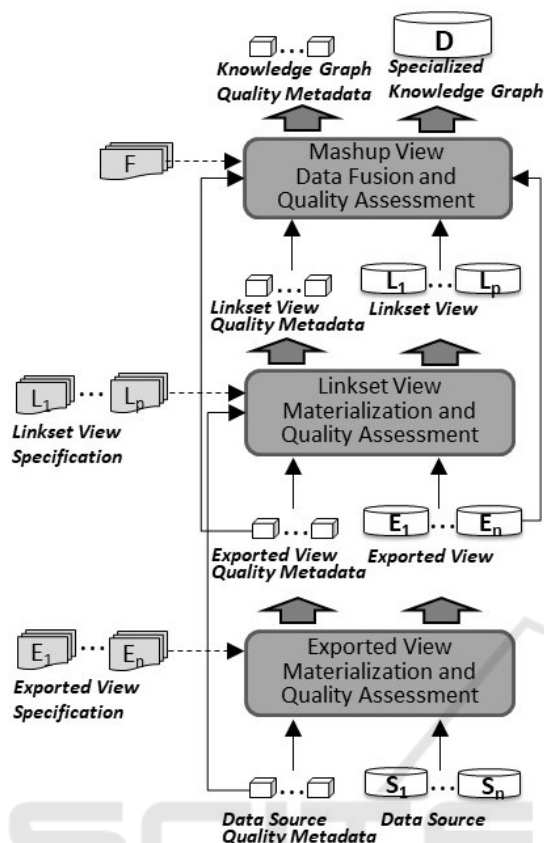 D
Knowledge Graph
Quality Metadata
Specialized
Knowledge Graph
F
Mashup View
Data Fusion and
Quality Assessment
L1 ... Lp
Linkset View
Quality Metadata
Linkset View
L1 ... Lp
Linkset View
Specification
Linkset View
Materialization and
Quality Assessment
E1 ... En
Exported View
Quality Metadata
Exported View
E1 ... En
Exported View
Specification
Exported View
Materialization and
Quality Assessment
S1 ... Sn
Data Source
Quality Metadata
Data Source